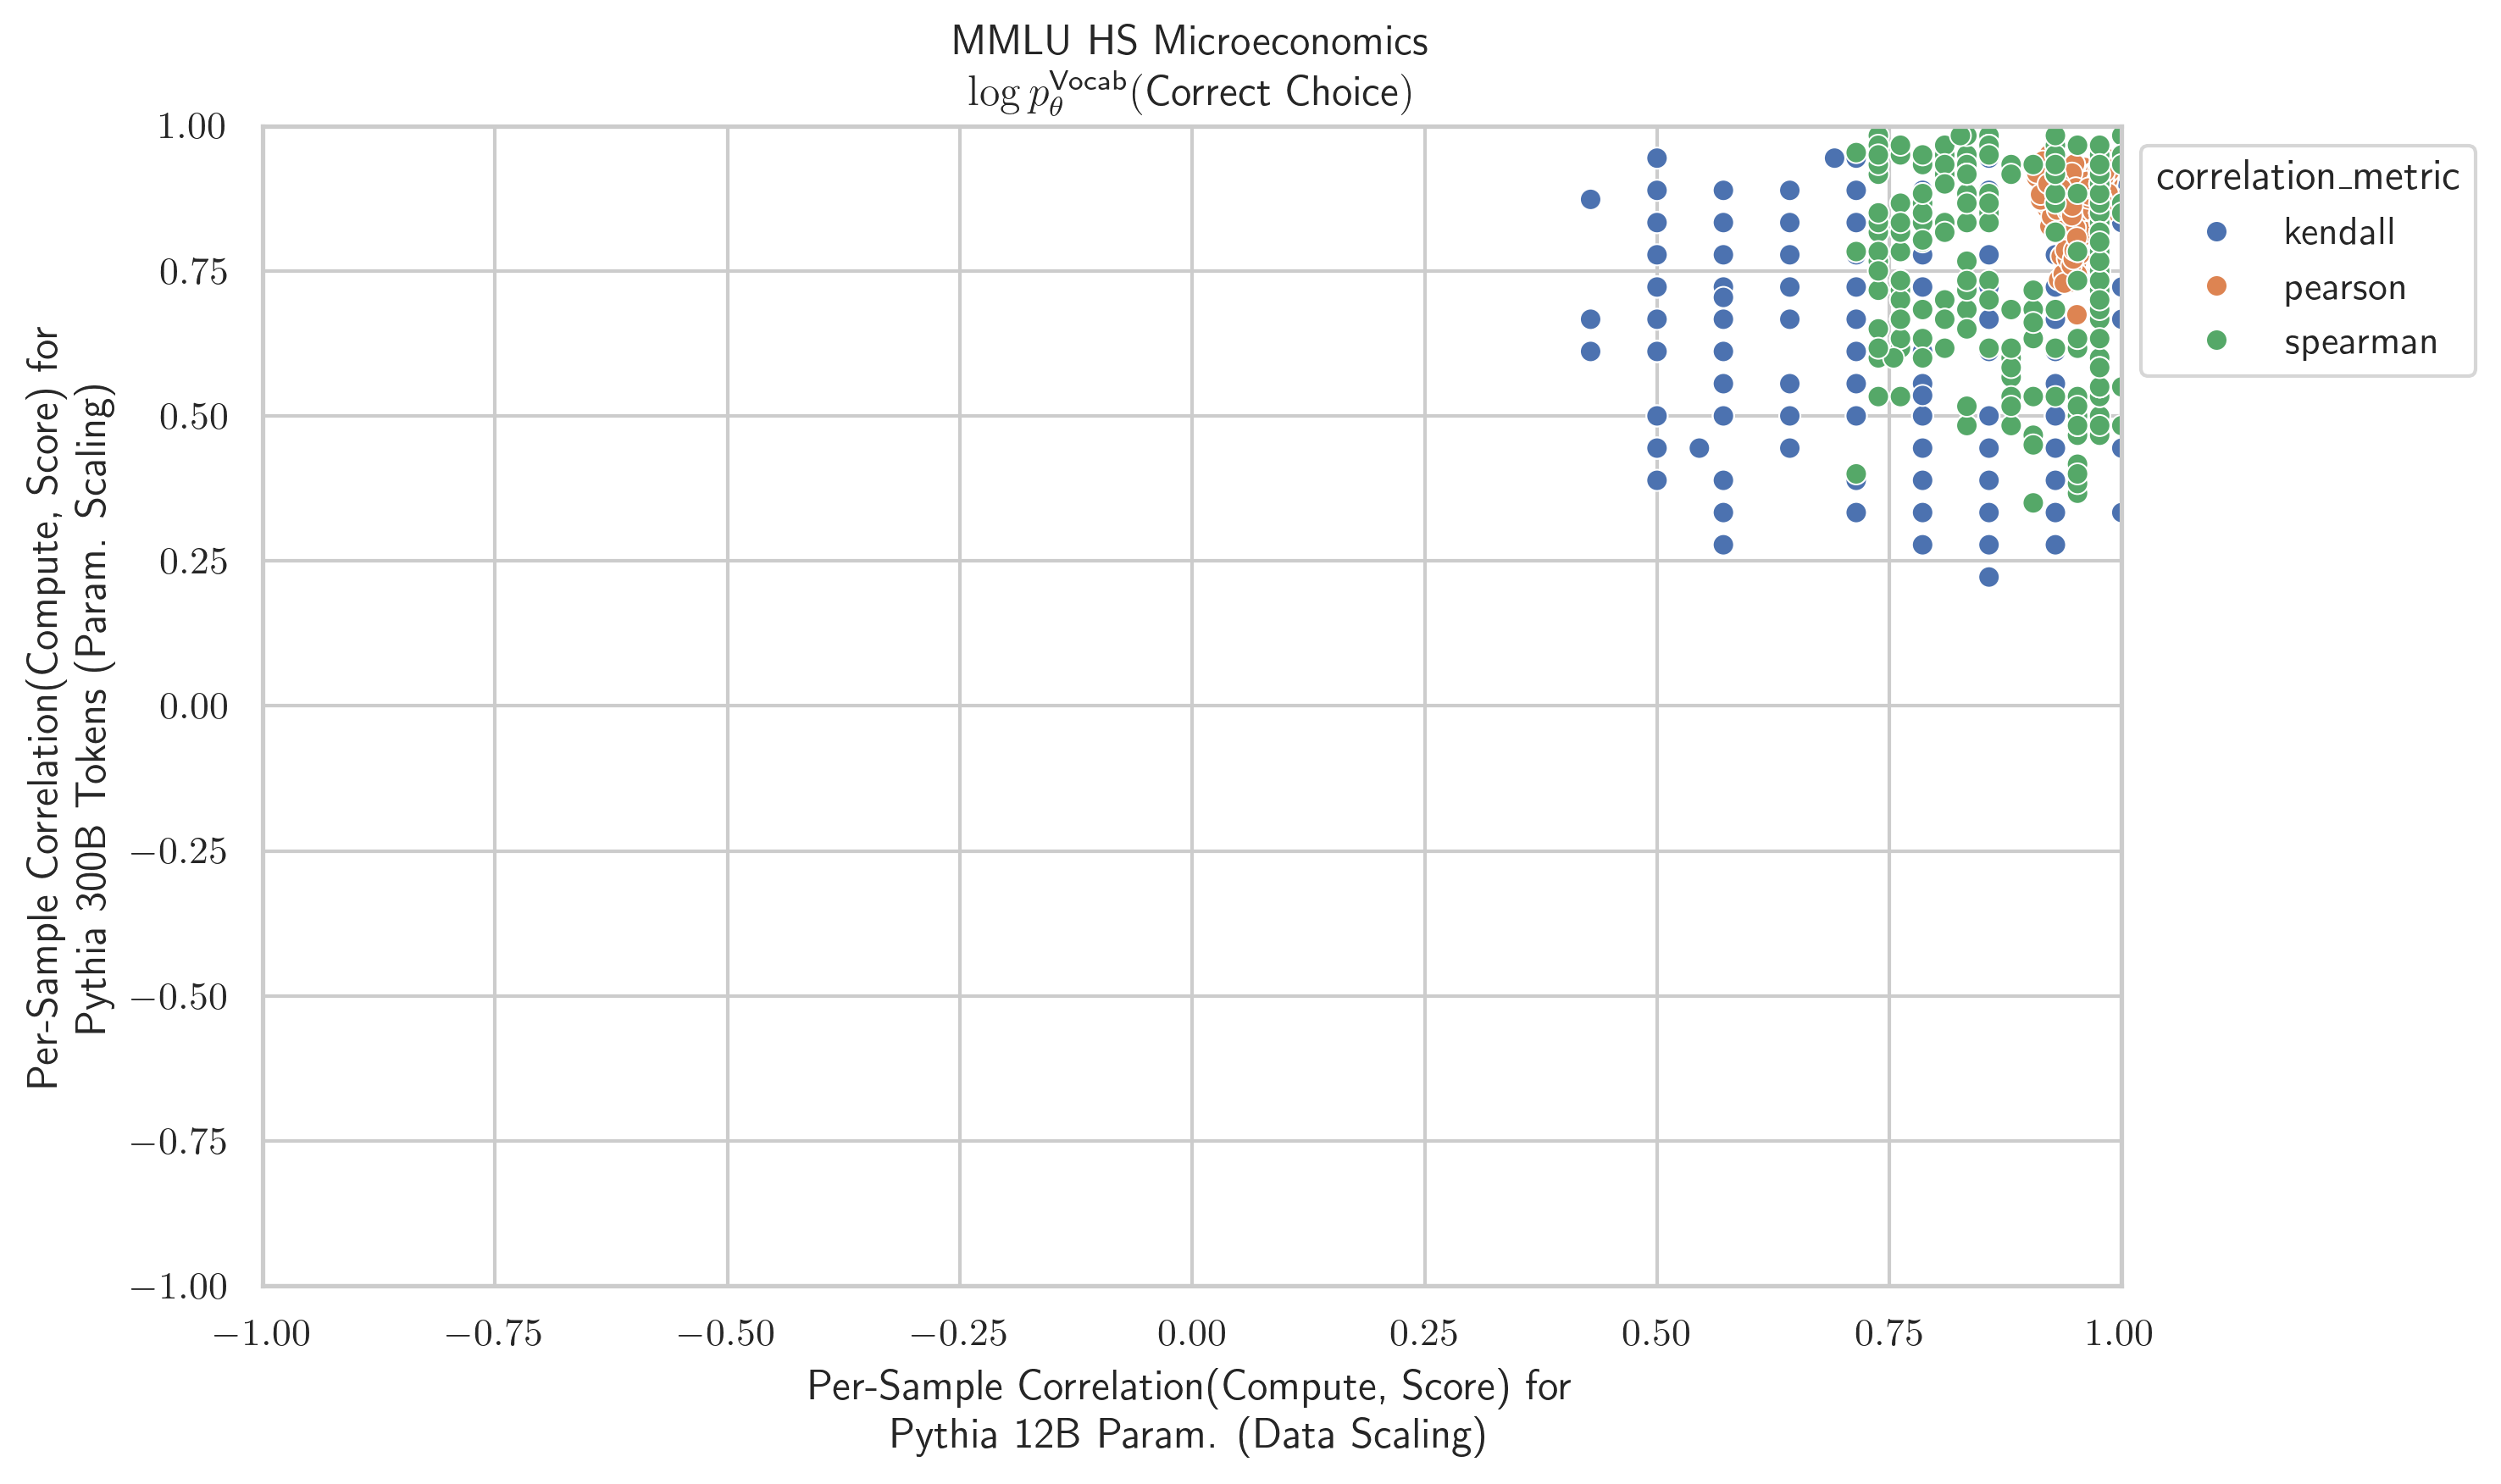 MMLU HS Microeconomics
log p_θ^Vocab(Correct Choice)
Per-Sample Correlation(Compute, Score) for
Pythia 300B Tokens (Param. Scaling)
1.00
0.75
0.50
0.25
0.00
−0.25
−0.50
−0.75
−1.00
−1.00 −0.75 −0.50 −0.25 0.00 0.25 0.50 0.75 1.00
Per-Sample Correlation(Compute, Score) for
Pythia 12B Param. (Data Scaling)
correlation_metric
kendall
pearson
spearman